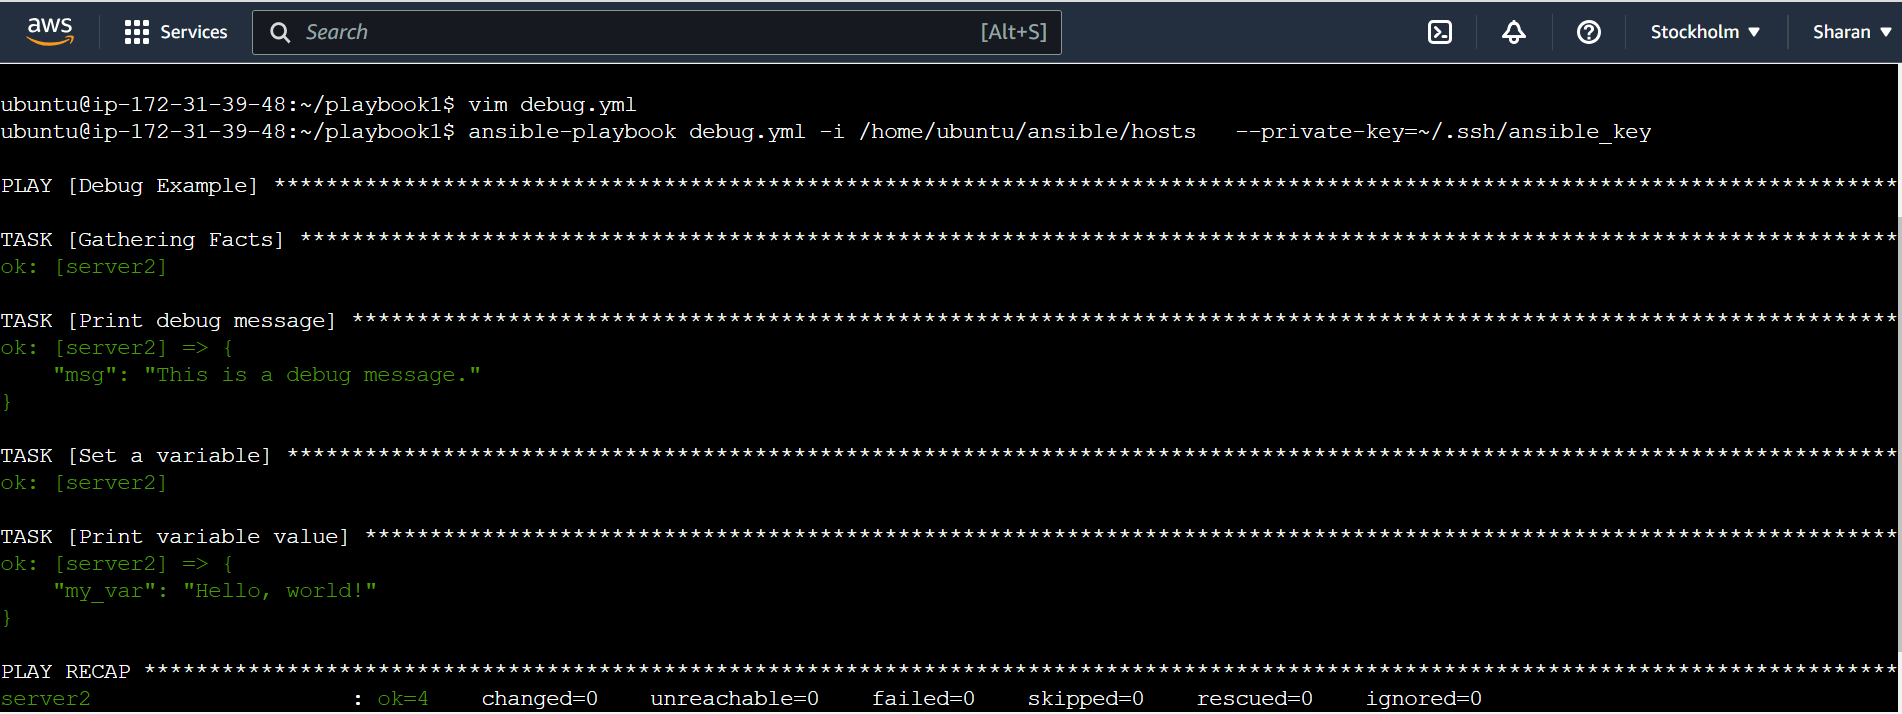 aws Services Search [Alt+S] Stockholm Sharan
ubuntu@ip-172-31-39-48:~/playbook1$ vim debug.yml
ubuntu@ip-172-31-39-48:~/playbook1$ ansible-playbook debug.yml -i /home/ubuntu/ansible/hosts   --private-key=~/.ssh/ansible_key
PLAY [Debug Example] *****************************************************************************************************************************
TASK [Gathering Facts] ***************************************************************************************************************************
ok: [server2]
TASK [Print debug message] ***********************************************************************************************************************
ok: [server2] => {
    "msg": "This is a debug message."
}
TASK [Set a variable] ****************************************************************************************************************************
ok: [server2]
TASK [Print variable value] **********************************************************************************************************************
ok: [server2] => {
    "my_var": "Hello, world!"
}
PLAY RECAP ***************************************************************************************************************************************
server2                    : ok=4    changed=0    unreachable=0    failed=0    skipped=0    rescued=0    ignored=0